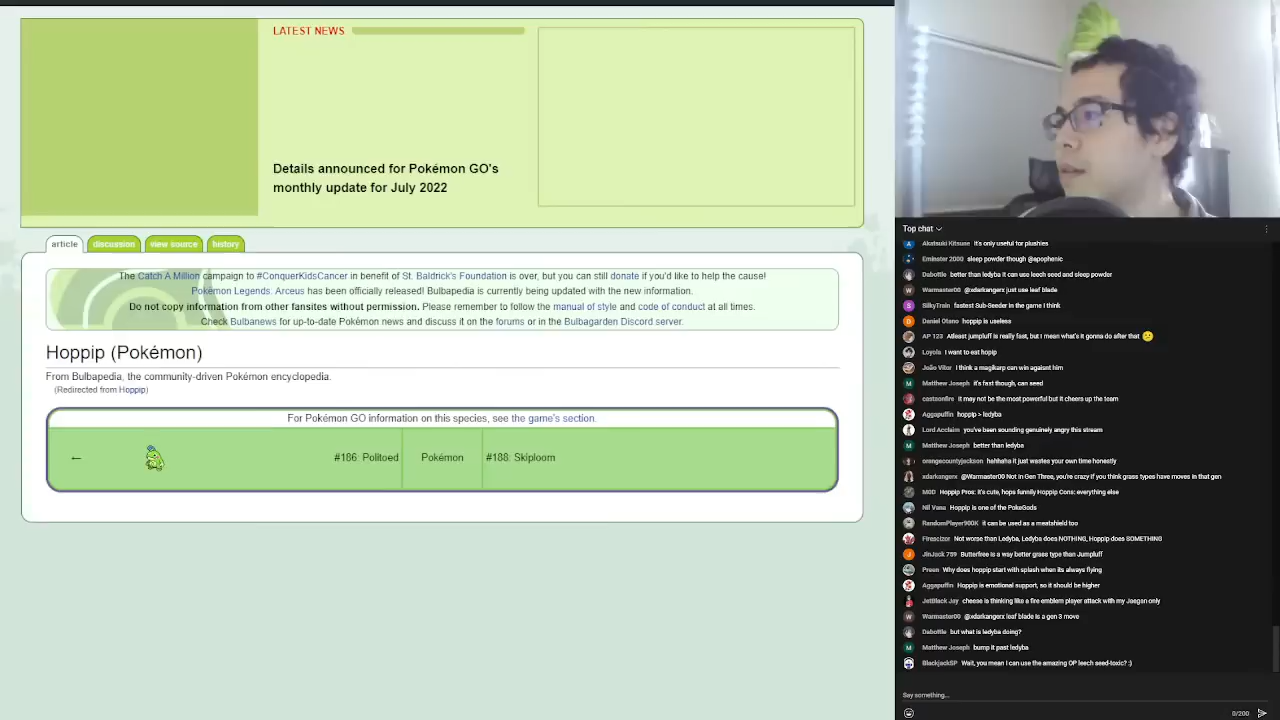 LATEST NEWS
Details announced for Pokémon GO's
monthly update for July 2022
article
discussion
view source
history
The Catch A Million campaign to #ConquerKidsCancer in benefit of St. Baldrick's Foundation is over, but you can still donate if you'd like to help the cause!
Pokémon Legends: Arceus has been officially released! Bulbapedia is currently being updated with the new information.
Do not copy information from other fansites without permission. Please remember to follow the manual of style and code of conduct at all times.
Check Bulbanews for up-to-date Pokémon news and discuss it on the forums or in the Bulbagarden Discord server.
Hoppip (Pokémon)
From Bulbapedia, the community-driven Pokémon encyclopedia.
(Redirected from Hoppip)
For Pokémon GO information on this species, see the game's section.
← #186: Politoed Pokémon #188: Skiploom
Top chat
A Akatsuki Kitsune it's only useful for plushies
Eminster 2000 sleep powder though @apophenic
Dabottle better than ledyba it can use leech seed and sleep powder
W Warmaster00 @xdarkangerx just use leaf blade
S SilkyTrain fastest Sub-Seeder in the game I think
D Daniel Otano hoppip is useless
AP 123 Atleast jumpluff is really fast, but I mean what's it gonna do after that
Loyola I want to eat hopip
João Vitor I think a magikarp can win agaisnt him
M Matthew Joseph it's fast though, can seed
castsonfire it may not be the most powerful but it cheers up the team
Aggapuffin hoppip > ledyba
Lord Acclaim you've been sounding genuinely angry this stream
M Matthew Joseph better than ledyba
orangecountyjackson hahhaha it just wastes your own time honestly
xdarkangerx @Warmaster00 Not in Gen Three, you're crazy if you think grass types have moves in that gen
M0D Hoppip Pros: it's cute, hops funnily Hoppip Cons: everything else
Nil Vana Hoppip is one of the PokeGods
RandomPlayer900K it can be used as a meatshield too
Firescizor Not worse than Ledyba, Ledyba does NOTHING, Hoppip does SOMETHING
J JinJack 759 Butterfree is a way better grass type than Jumpluff
Preen Why does hoppip start with splash when its always flying
Aggapuffin Hoppip is emotional support, so it should be higher
JetBlack Jay cheese is thinking like a fire emblem player attack with my Jaegan only
W Warmaster00 @xdarkangerx leaf blade is a gen 3 move
Dabottle but what is ledyba doing?
M Matthew Joseph bump it past ledyba
BlackjackSP Wait, you mean I can use the amazing OP leech seed-toxic? :)
Say something...
0/200